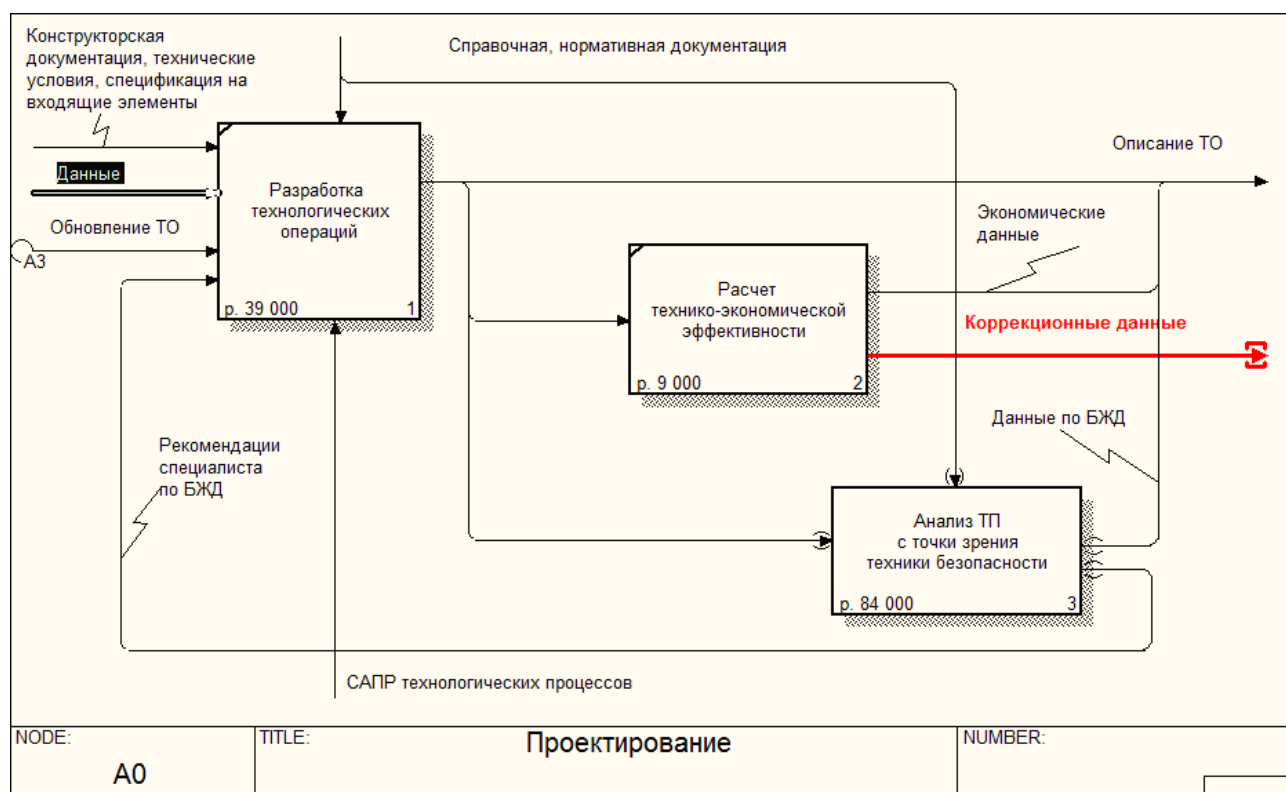 Конструкторская
документация, технические
условия, спецификация на
входящие элементы
Справочная, нормативная документация
Данные
Описание ТО
Разработка
технологических
операций
Обновление ТО
А3
Экономические
данные
р. 39 000
1
Расчет
технико-экономической
эффективности
Коррекционные данные
р. 9 000
2
Данные по БЖД
Рекомендации
специалиста
по БЖД
Анализ ТП
с точки зрения
техники безопасности
р. 84 000
3
САПР технологических процессов
NODE:
TITLE:
Проектирование
NUMBER:
А0